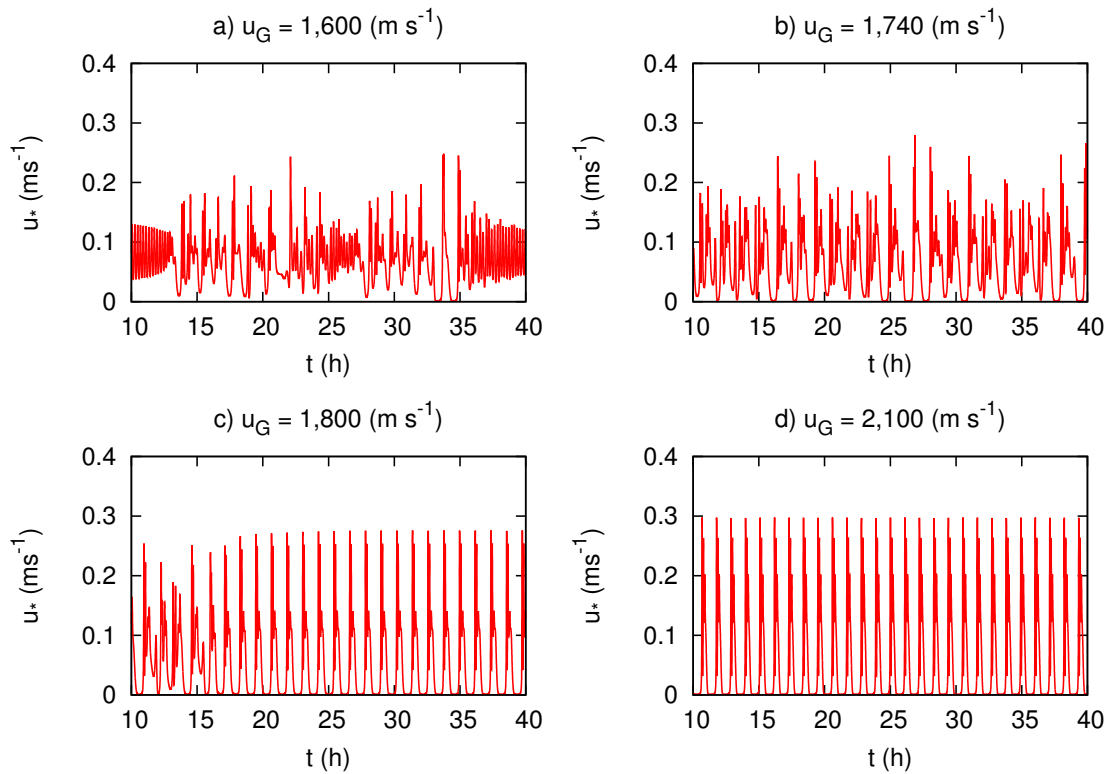 a) u_G = 1,600 (m s^-1)
0.4
0.3
0.2
0.1
0
u* (ms^-1)
10 15 20 25 30 35 40
t (h)
b) u_G = 1,740 (m s^-1)
0.4
0.3
0.2
0.1
0
u* (ms^-1)
10 15 20 25 30 35 40
t (h)
c) u_G = 1,800 (m s^-1)
0.4
0.3
0.2
0.1
0
u* (ms^-1)
10 15 20 25 30 35 40
t (h)
d) u_G = 2,100 (m s^-1)
0.4
0.3
0.2
0.1
0
u* (ms^-1)
10 15 20 25 30 35 40
t (h)